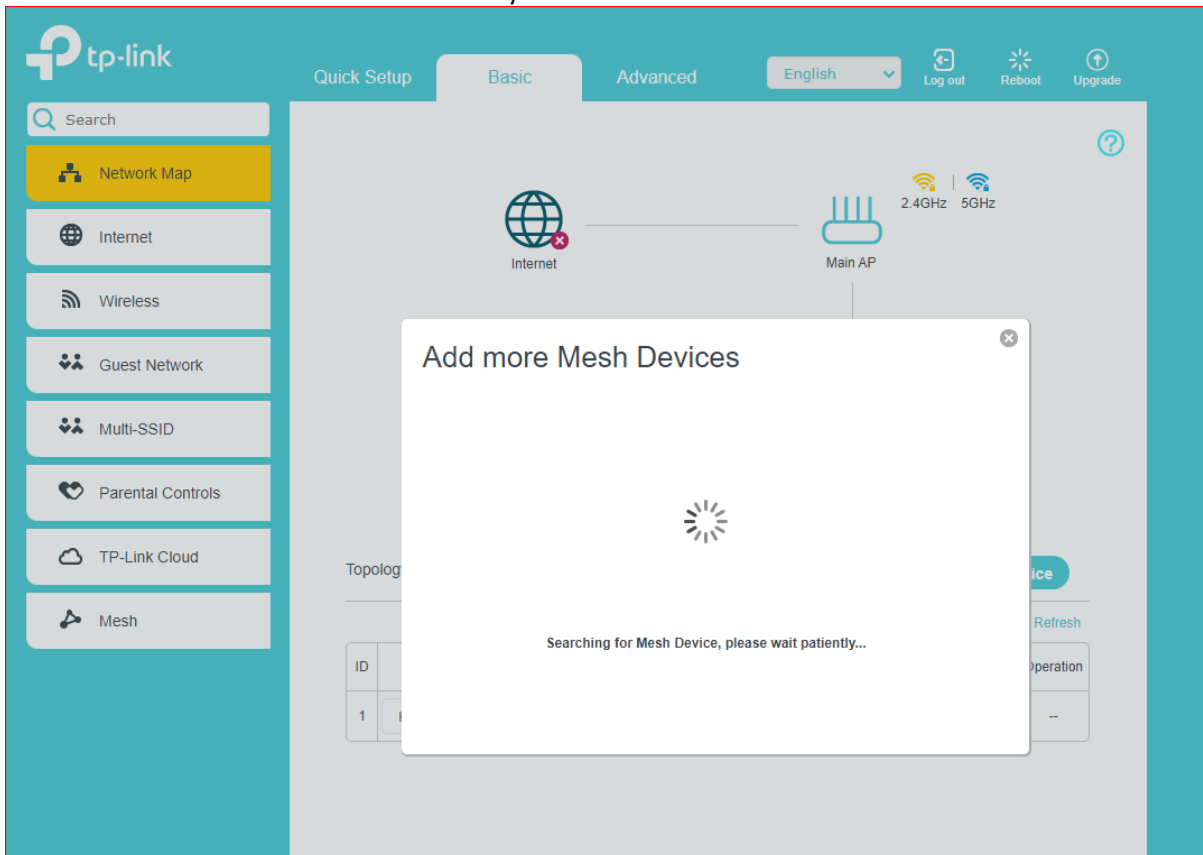 tp-link
Quick Setup
Basic
Advanced
English
Log out
Reboot
Upgrade
Search
Network Map
Internet
Wireless
Guest Network
Multi-SSID
Parental Controls
TP-Link Cloud
Mesh
2.4GHz
5GHz
Internet
Main AP
Add more Mesh Devices
Searching for Mesh Device, please wait patiently...
Refresh
ID
1
--